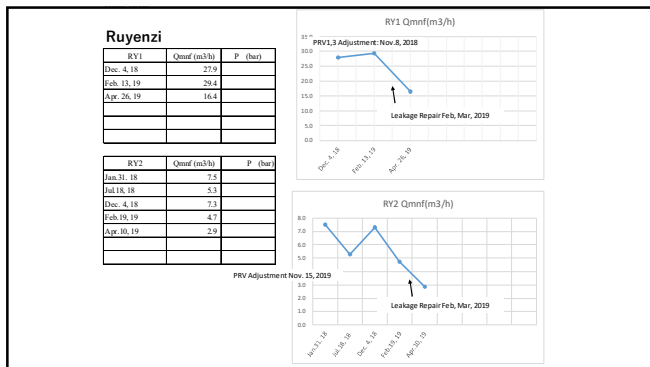 Ruyenzi
RY1 Qmnf (m3/h) P (bar)
Dec. 4, 18 27.9
Feb. 13, 19 29.4
Apr. 26, 19 16.4
RY2 Qmnf (m3/h) P (bar)
Jan.31. 18 7.5
Jul.18, 18 5.3
Dec. 4, 18 7.3
Feb.19, 19 4.7
Apr.10, 19 2.9
RY1 Qmnf(m3/h)
PRV1,3 Adjustment: Nov.8, 2018
30.0
25.0
20.0
15.0
10.0
5.0
0.0
Leakage Repair Feb, Mar, 2019
Dec. 4, 18
Feb. 13, 19
Apr. 26, 19
RY2 Qmnf(m3/h)
8.0
7.0
6.0
5.0
PRV Adjustment Nov. 15, 2019
3.0
2.0
1.0
0.0
Leakage Repair Feb, Mar, 2019
Jan.31. 18
Jul.18, 18
Dec. 4, 18
Feb.19, 19
Apr.10, 19